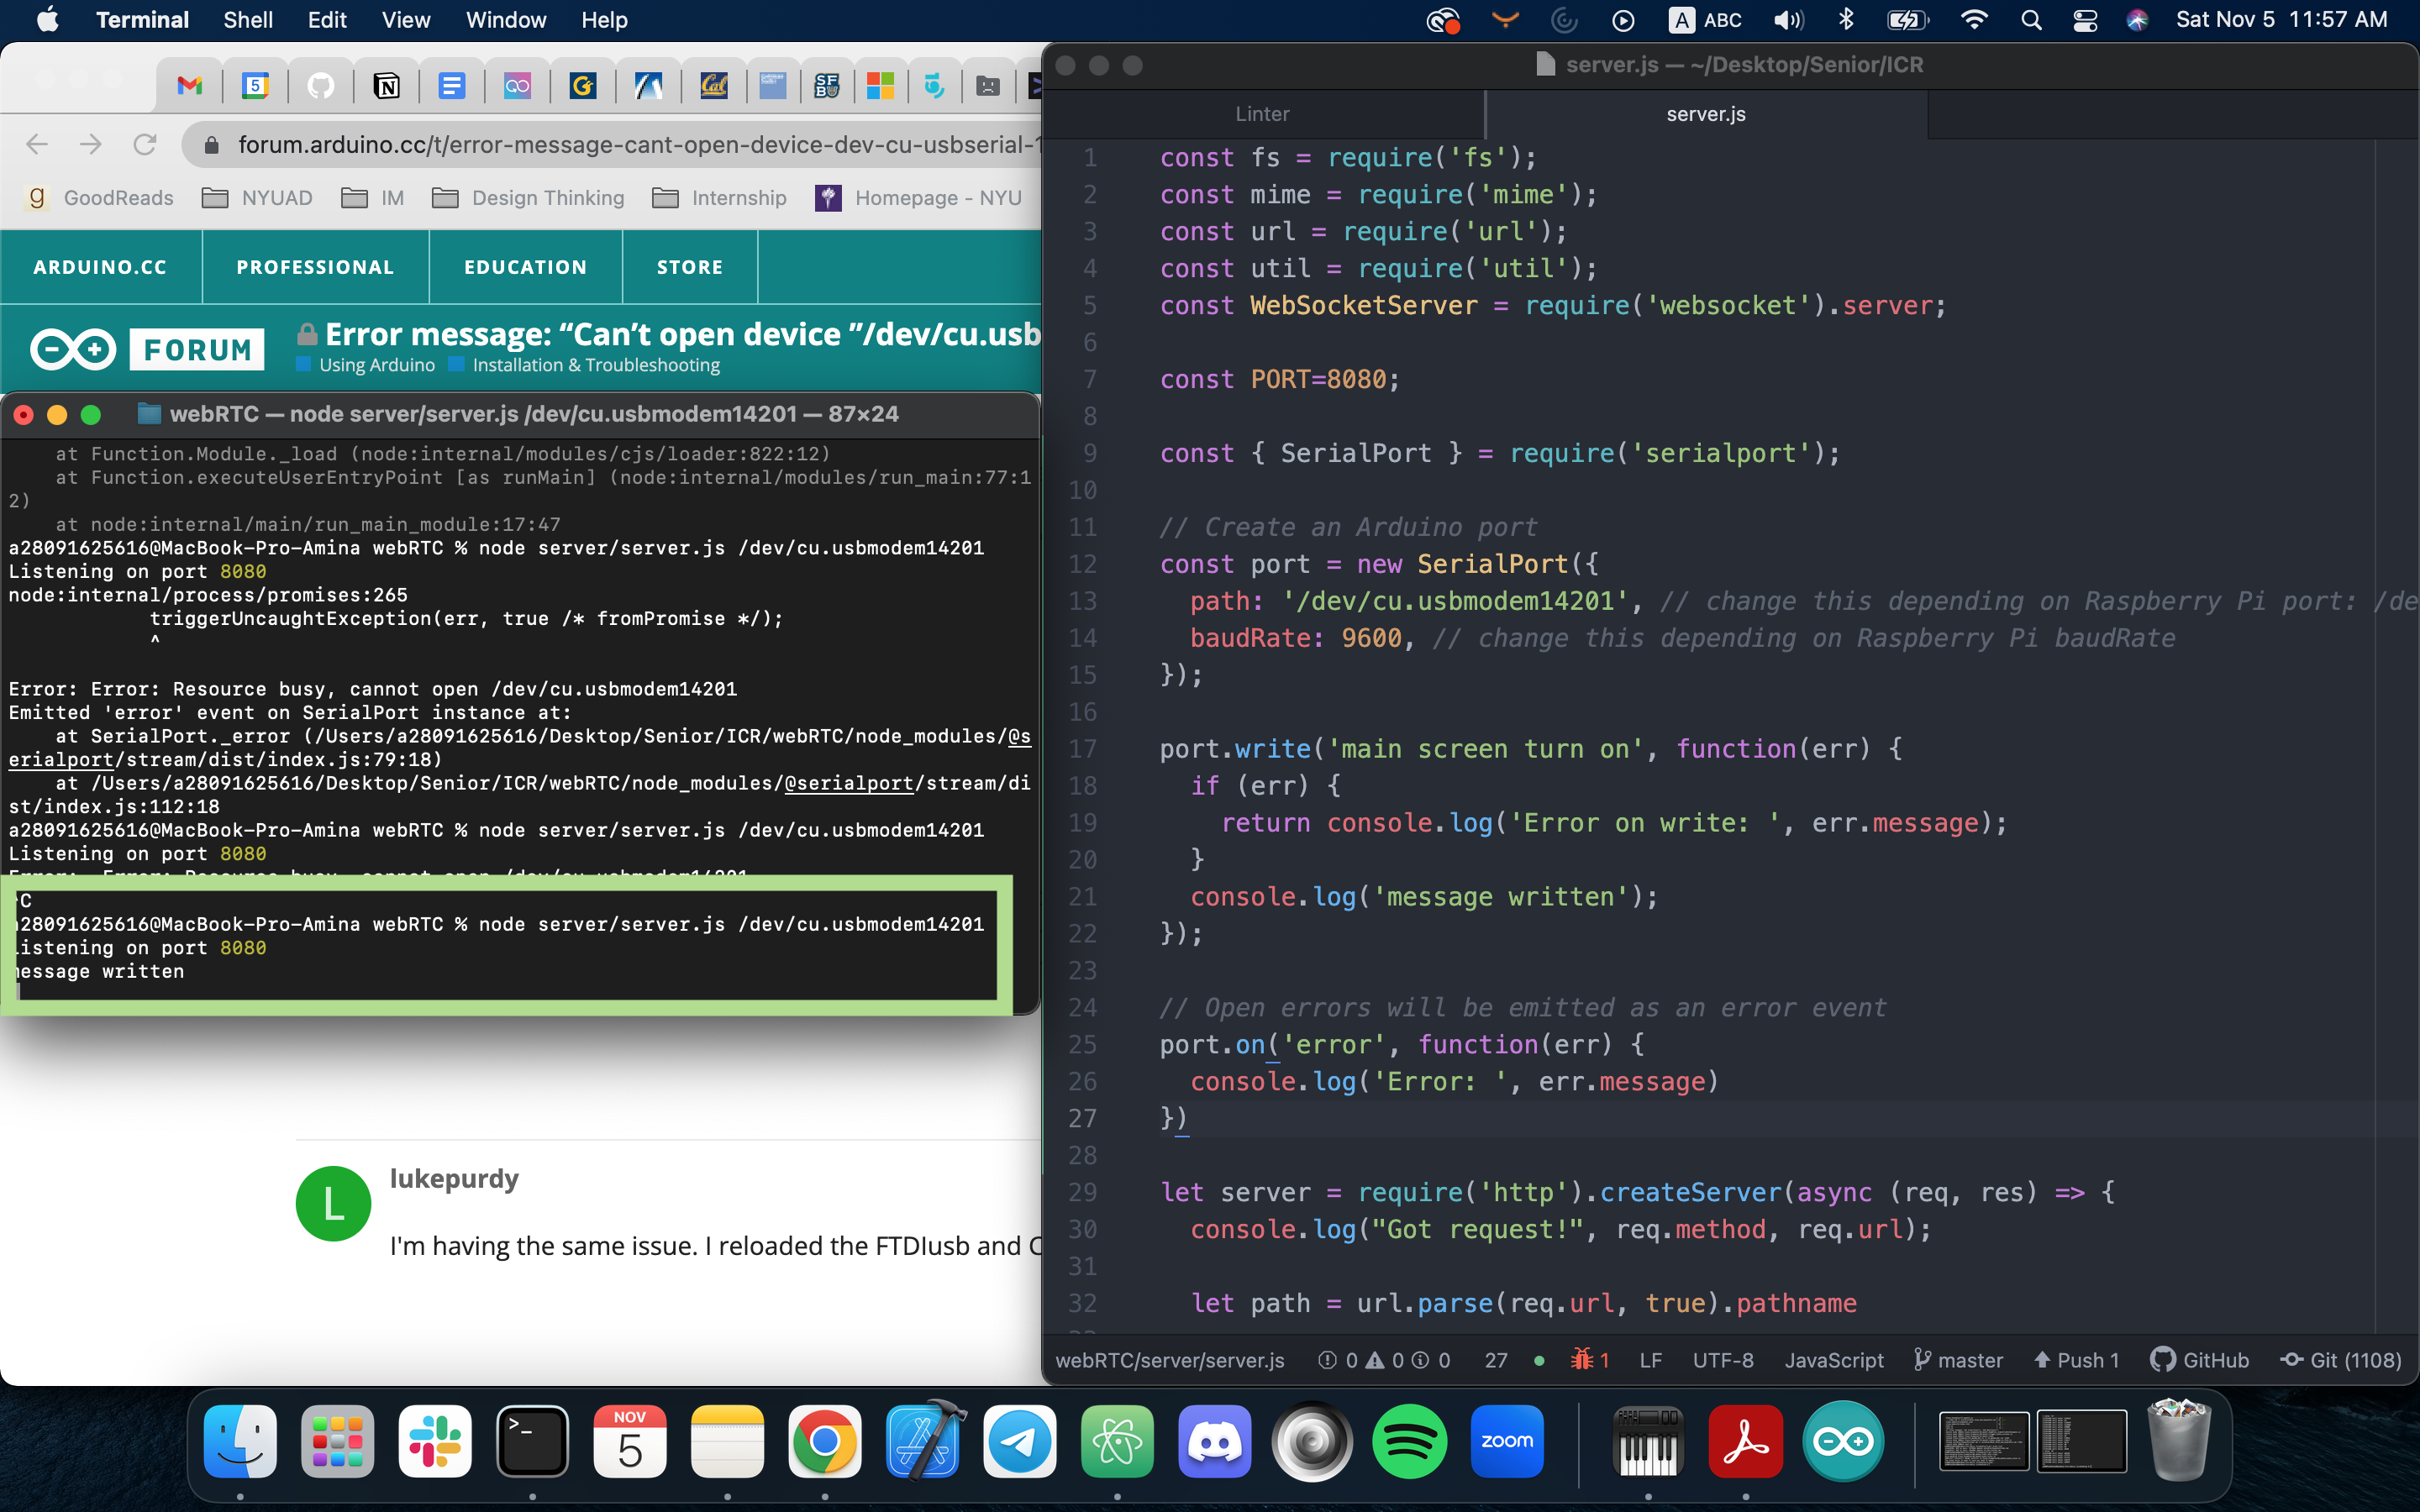 Terminal Shell Edit View Window Help
A ABC Sat Nov 5 11:57 AM
5
Cal
SFBU
forum.arduino.cc/t/error-message-cant-open-device-dev-cu-usbserial-1
g GoodReads NYUAD IM Design Thinking Internship Homepage - NYU
ARDUINO.CC PROFESSIONAL EDUCATION STORE
FORUM
Error message: “Can’t open device ”/dev/cu.usb
Using Arduino Installation & Troubleshooting
webRTC — node server/server.js /dev/cu.usbmodem14201 — 87×24
at Function.Module._load (node:internal/modules/cjs/loader:822:12)
at Function.executeUserEntryPoint [as runMain] (node:internal/modules/run_main:77:1
2)
at node:internal/main/run_main_module:17:47
a28091625616@MacBook-Pro-Amina webRTC % node server/server.js /dev/cu.usbmodem14201
Listening on port 8080
node:internal/process/promises:265
triggerUncaughtException(err, true /* fromPromise */);
^
Error: Error: Resource busy, cannot open /dev/cu.usbmodem14201
Emitted 'error' event on SerialPort instance at:
at SerialPort._error (/Users/a28091625616/Desktop/Senior/ICR/webRTC/node_modules/@s
erialport/stream/dist/index.js:79:18)
at /Users/a28091625616/Desktop/Senior/ICR/webRTC/node_modules/@serialport/stream/di
st/index.js:112:18
a28091625616@MacBook-Pro-Amina webRTC % node server/server.js /dev/cu.usbmodem14201
Listening on port 8080
Error: Error: Resource busy, cannot open /dev/cu.usbmodem14201
^C
a28091625616@MacBook-Pro-Amina webRTC % node server/server.js /dev/cu.usbmodem14201
Listening on port 8080
message written
L lukepurdy
I'm having the same issue. I reloaded the FTDIusb and C
server.js — ~/Desktop/Senior/ICR
Linter server.js
1 const fs = require('fs');
2 const mime = require('mime');
3 const url = require('url');
4 const util = require('util');
5 const WebSocketServer = require('websocket').server;
6
7 const PORT=8080;
8
9 const { SerialPort } = require('serialport');
10
11 // Create an Arduino port
12 const port = new SerialPort({
13 path: '/dev/cu.usbmodem14201', // change this depending on Raspberry Pi port: /de
14 baudRate: 9600, // change this depending on Raspberry Pi baudRate
15 });
16
17 port.write('main screen turn on', function(err) {
18 if (err) {
19 return console.log('Error on write: ', err.message);
20 }
21 console.log('message written');
22 });
23
24 // Open errors will be emitted as an error event
25 port.on('error', function(err) {
26 console.log('Error: ', err.message)
27 })
28
29 let server = require('http').createServer(async (req, res) => {
30 console.log("Got request!", req.method, req.url);
31
32 let path = url.parse(req.url, true).pathname
webRTC/server/server.js 0 0 0 27 1 LF UTF-8 JavaScript master Push 1 GitHub Git (1108)
>_
NOV
5
zoom